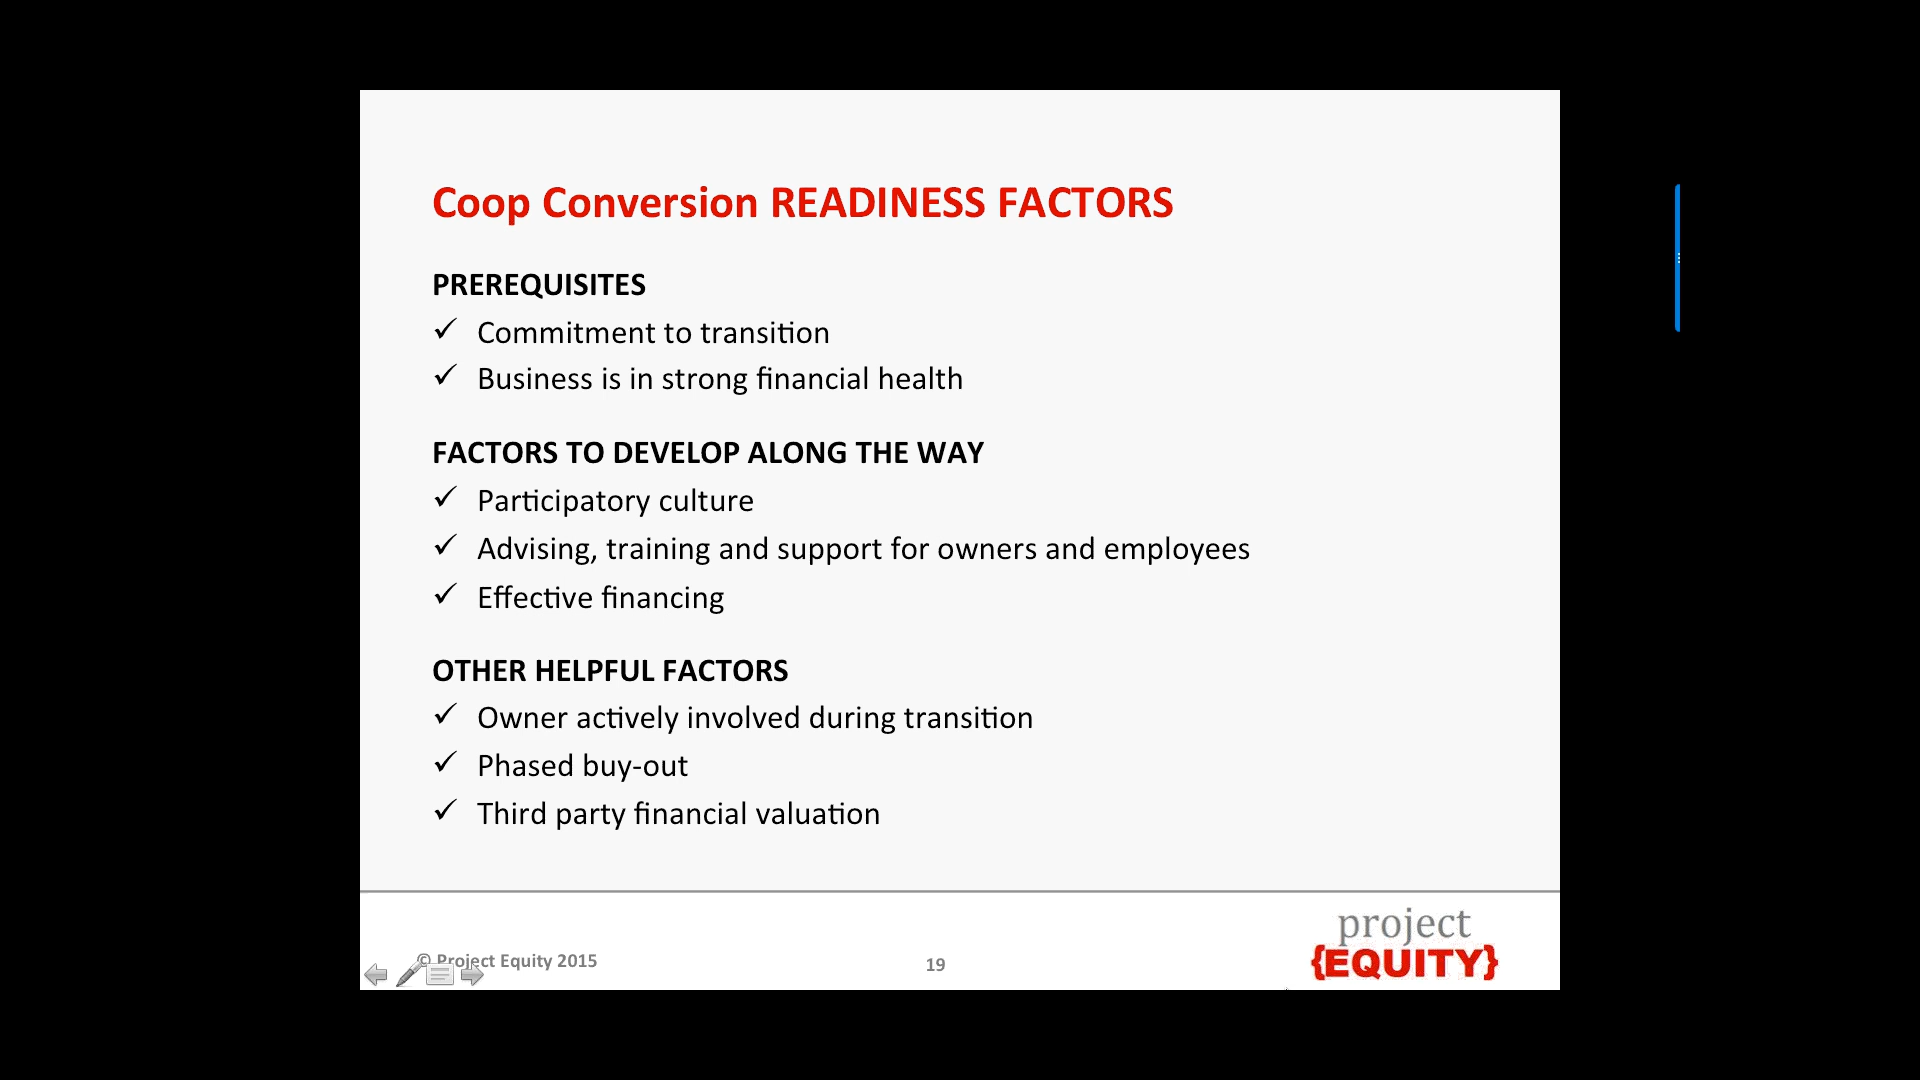 Coop Conversion READINESS FACTORS
PREREQUISITES
✓ Commitment to transition
✓ Business is in strong financial health
FACTORS TO DEVELOP ALONG THE WAY
✓ Participatory culture
✓ Advising, training and support for owners and employees
✓ Effective financing
OTHER HELPFUL FACTORS
✓ Owner actively involved during transition
✓ Phased buy-out
✓ Third party financial valuation
© Project Equity 2015
19
project
{EQUITY}